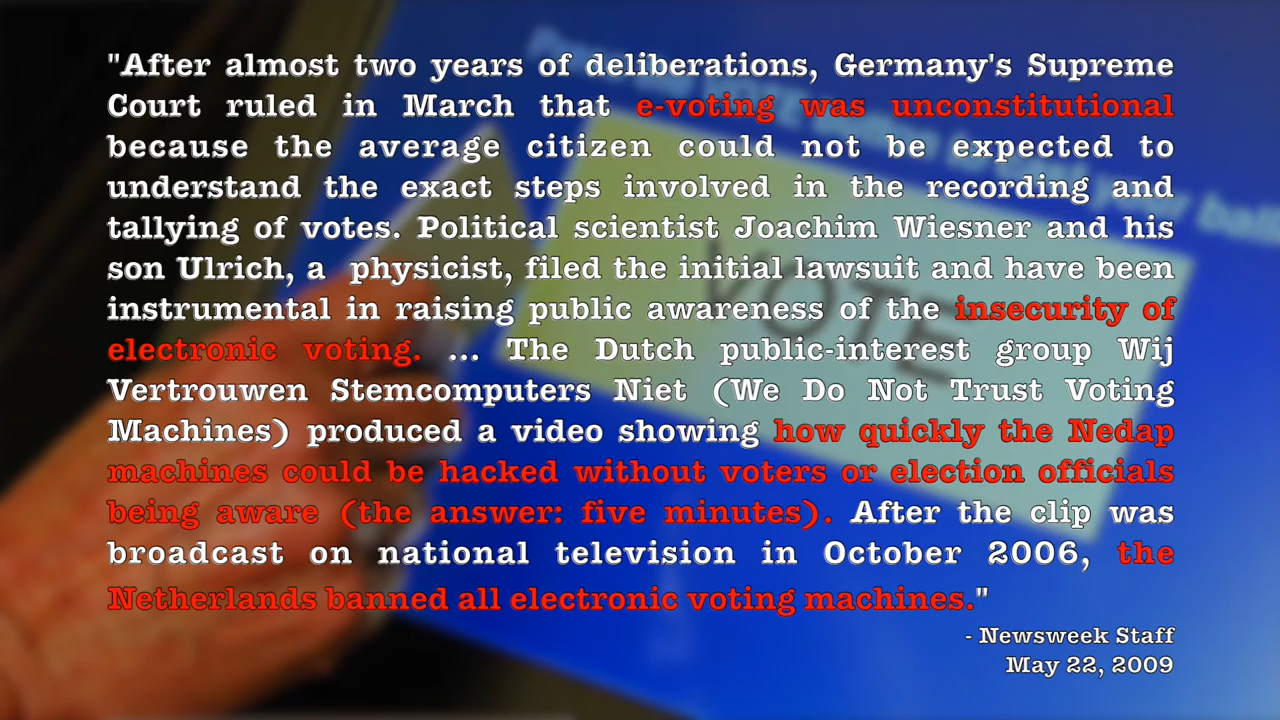 "After almost two years of deliberations, Germany's Supreme
Court ruled in March that e-voting was unconstitutional
because the average citizen could not be expected to
understand the exact steps involved in the recording and
tallying of votes. Political scientist Joachim Wiesner and his
son Ulrich, a physicist, filed the initial lawsuit and have been
instrumental in raising public awareness of the insecurity of
electronic voting. ... The Dutch public-interest group Wij
Vertrouwen Stemcomputers Niet (We Do Not Trust Voting
Machines) produced a video showing how quickly the Nedap
machines could be hacked without voters or election officials
being aware (the answer: five minutes). After the clip was
broadcast on national television in October 2006, the
Netherlands banned all electronic voting machines."
- Newsweek Staff
May 22, 2009
VOTE